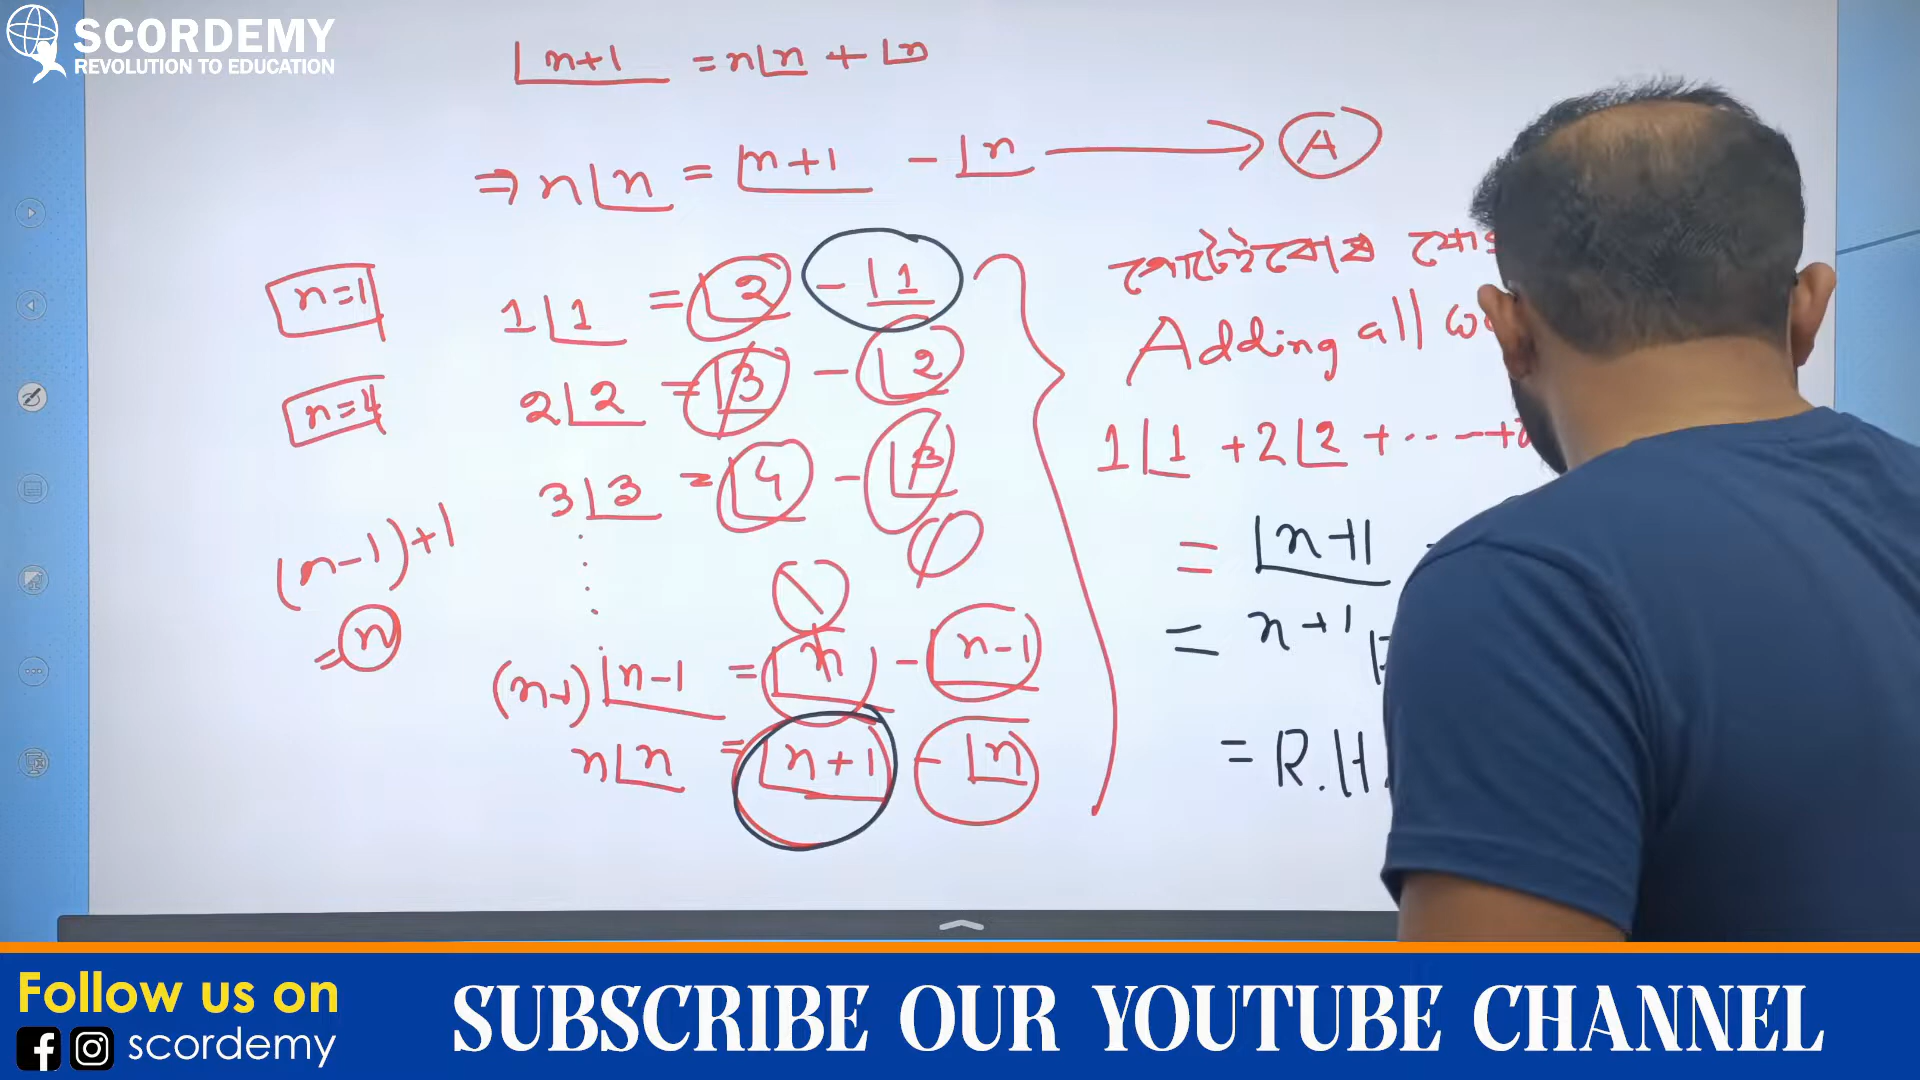 SCORDEMY
REVOLUTION TO EDUCATION
⌊n+1 = n⌊n + ⌊n
⇒ n⌊n = ⌊n+1 - ⌊n → A
n=1
1⌊1 = ⌊2 - ⌊1
n=4
2⌊2 = ⌊3 - ⌊2
3⌊3 = ⌊4 - ⌊3
(n-1)+1
= n
⌊n-1 = ⌊n - ⌊n-1
n⌊n = ⌊n+1 - ⌊n
Adding all
1⌊1 + 2⌊2 + ... +
= ⌊n+1 -
= n+1
= R.H.
Follow us on
scordemy
SUBSCRIBE OUR YOUTUBE CHANNEL